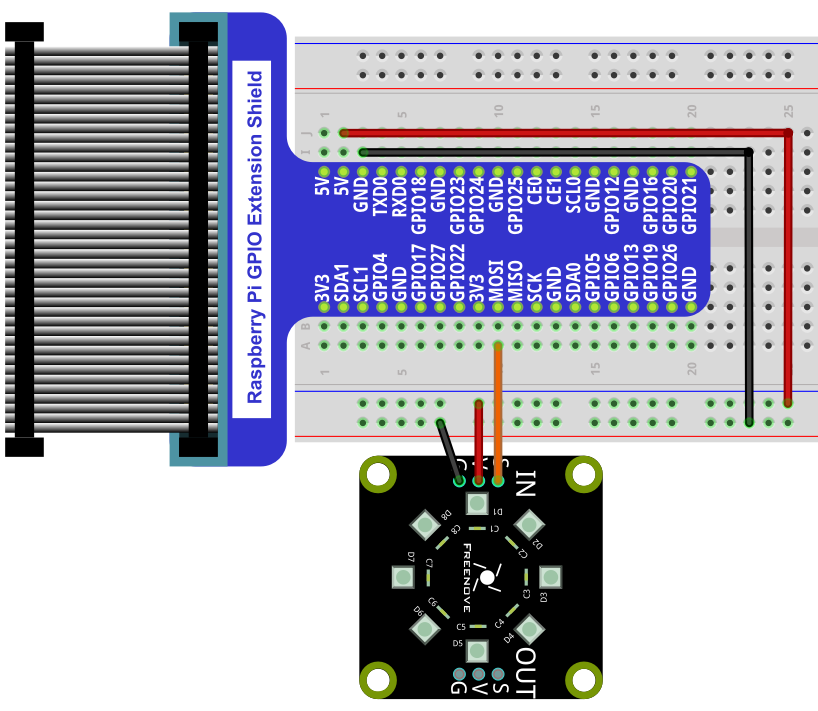 Raspberry Pi GPIO Extension Shield
1 5 10 15 20 25
J
I
5V 5V GND TXD0 RXD0 GPIO18 GND GPIO23 GPIO24 GND GPIO25 CE0 CE1 SCL0 GND GPIO12 GND GPIO16 GPIO20 GPIO21
3V3 SDA1 SCL1 GPIO4 GND GPIO17 GPIO27 GPIO22 3V3 MOSI MISO SCK GND SDA0 GPIO5 GPIO6 GPIO13 GPIO19 GPIO26 GND
B
A
1 5 15 20
G V S
IN
D1
D8 C8 C1 C2 D2
D7 C7 FREENOVE C3 D3
D6 C6 C5 C4 D4
D5
OUT
G V S